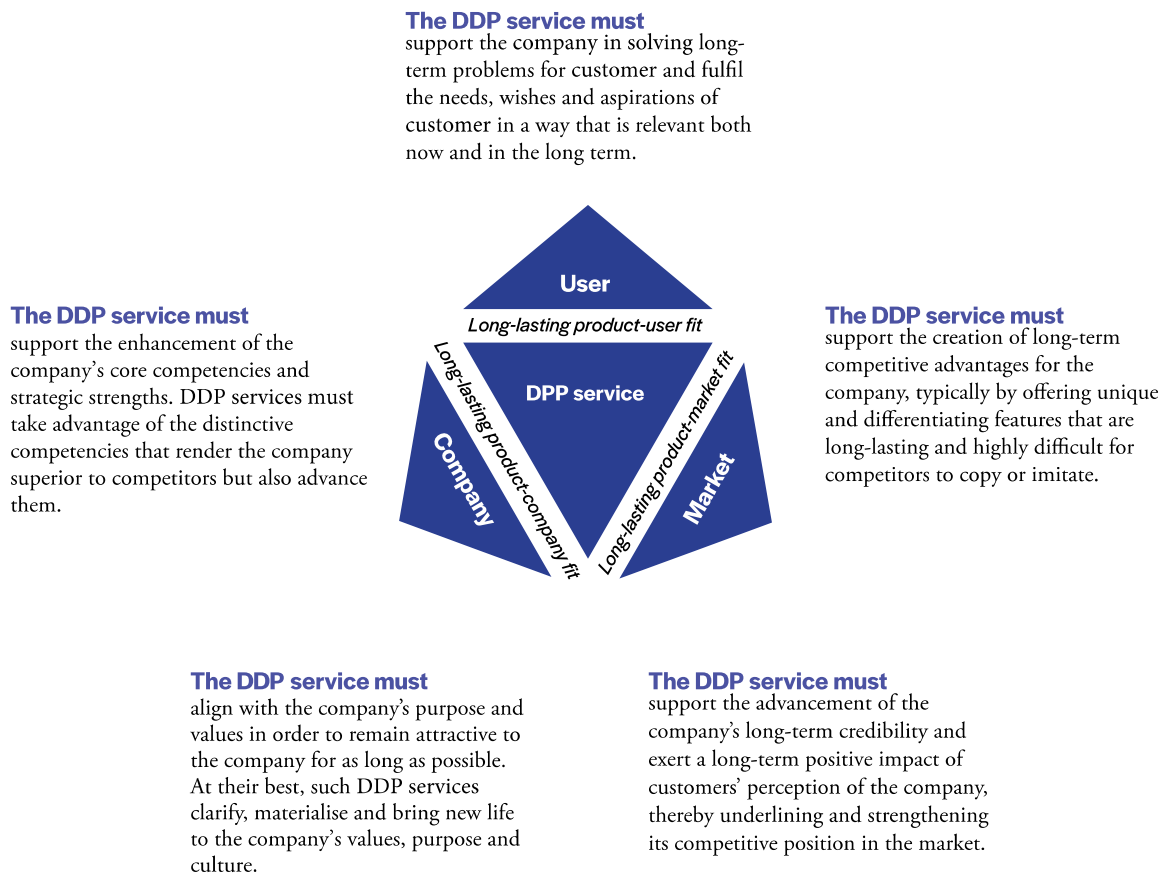 The DDP service must
support the company in solving long-
term problems for customer and fulfil
the needs, wishes and aspirations of
customer in a way that is relevant both
now and in the long term.
The DDP service must
support the enhancement of the
company's core competencies and
strategic strengths. DDP services must
take advantage of the distinctive
competencies that render the company
superior to competitors but also advance
them.
User
Long-lasting product-user fit
DPP service
Long-lasting product-company fit
Company
Long-lasting product-market fit
Market
The DDP service must
support the creation of long-term
competitive advantages for the
company, typically by offering unique
and differentiating features that are
long-lasting and highly difficult for
competitors to copy or imitate.
The DDP service must
align with the company's purpose and
values in order to remain attractive to
the company for as long as possible.
At their best, such DDP services
clarify, materialise and bring new life
to the company's values, purpose and
culture.
The DDP service must
support the advancement of the
company's long-term credibility and
exert a long-term positive impact of
customers' perception of the company,
thereby underlining and strengthening
its competitive position in the market.